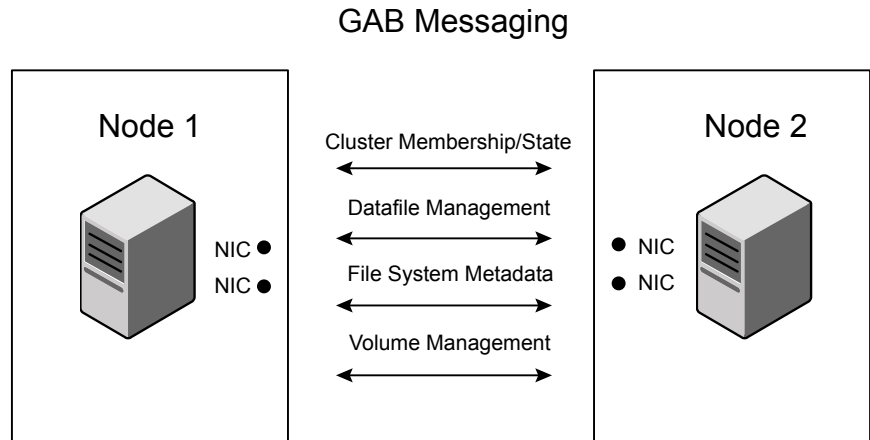 GAB Messaging
Node 1
Node 2
Cluster Membership/State
Datafile Management
NIC
NIC
File System Metadata
NIC
NIC
Volume Management